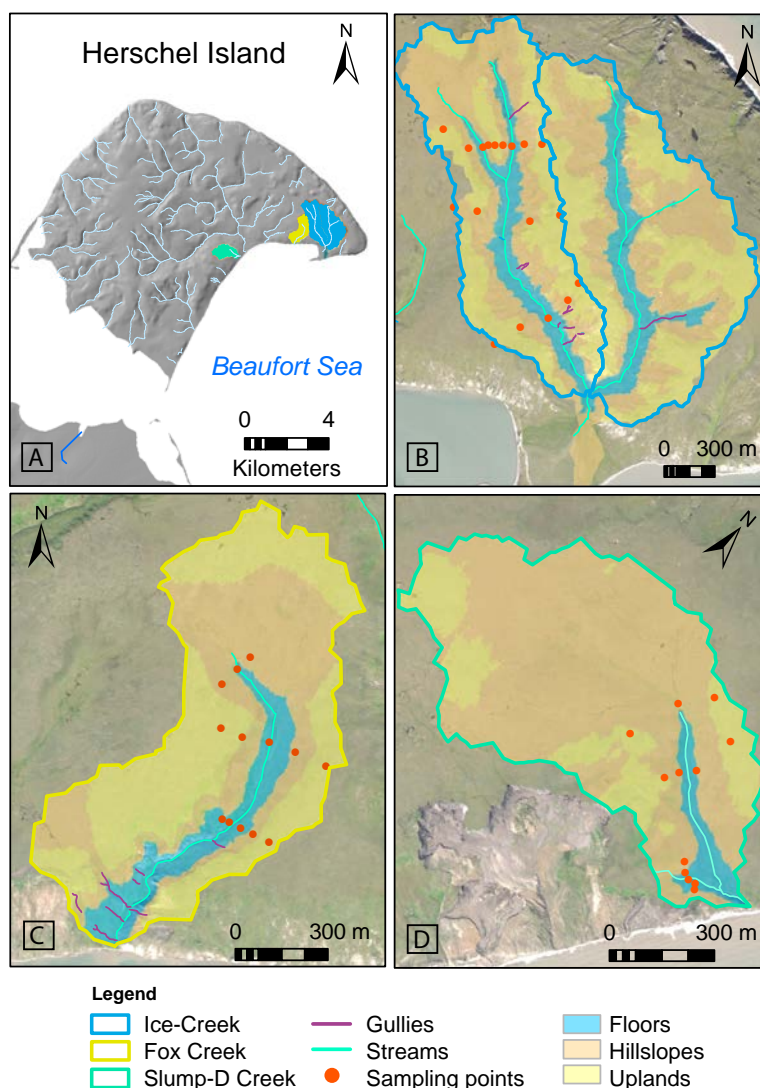 Herschel Island
N
Beaufort Sea
0 4
Kilometers
A
N
0 300 m
B
N
0 300 m
C
N
0 300 m
D
Legend
Ice-Creek
Fox Creek
Slump-D Creek
Gullies
Streams
Sampling points
Floors
Hillslopes
Uplands